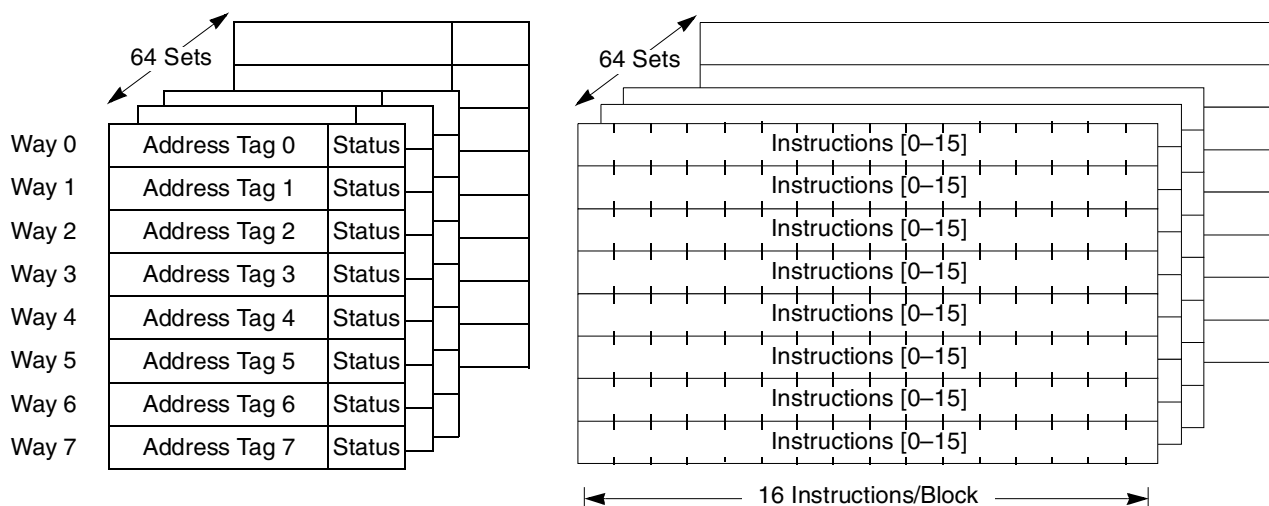 64 Sets
64 Sets
Way 0 Address Tag 0 Status Instructions [0–15]
Way 1 Address Tag 1 Status Instructions [0–15]
Way 2 Address Tag 2 Status Instructions [0–15]
Way 3 Address Tag 3 Status Instructions [0–15]
Way 4 Address Tag 4 Status Instructions [0–15]
Way 5 Address Tag 5 Status Instructions [0–15]
Way 6 Address Tag 6 Status Instructions [0–15]
Way 7 Address Tag 7 Status Instructions [0–15]
16 Instructions/Block